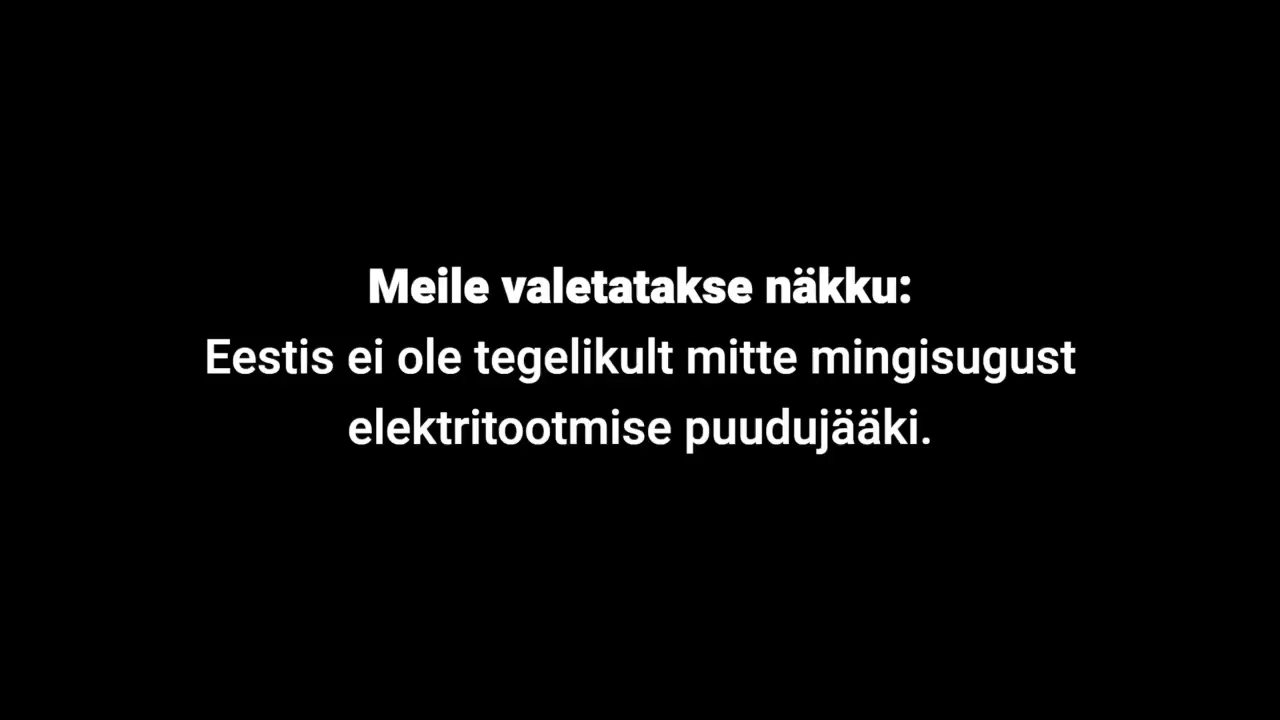 Meile valetatakse näkku:
Eestis ei ole tegelikult mitte mingisugust
elektritootmise puudujääki.